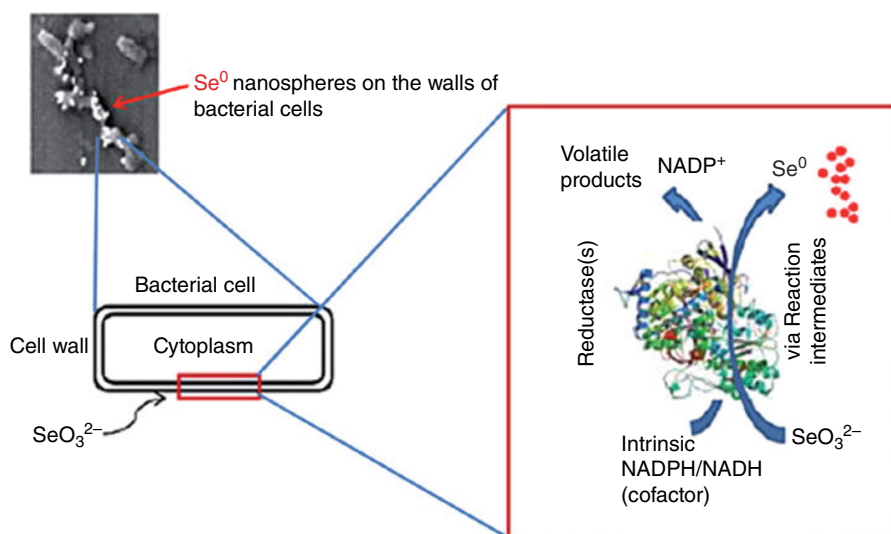 Se⁰ nanospheres on the walls of
bacterial cells
Bacterial cell
Cell wall
Cytoplasm
SeO₃²⁻
Volatile
products
NADP⁺
Se⁰
Reductase(s)
via Reaction
intermediates
Intrinsic
NADPH/NADH
(cofactor)
SeO₃²⁻